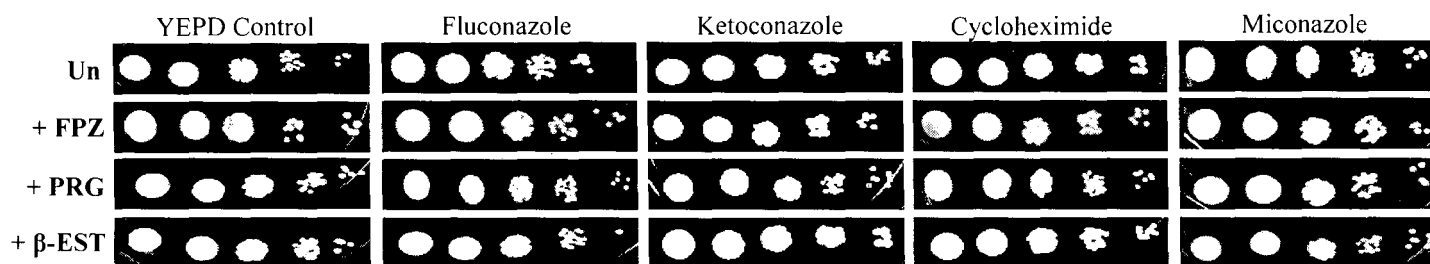 YEPD Control Fluconazole Ketoconazole Cycloheximide Miconazole
Un
+ FPZ
+ PRG
+ β-EST